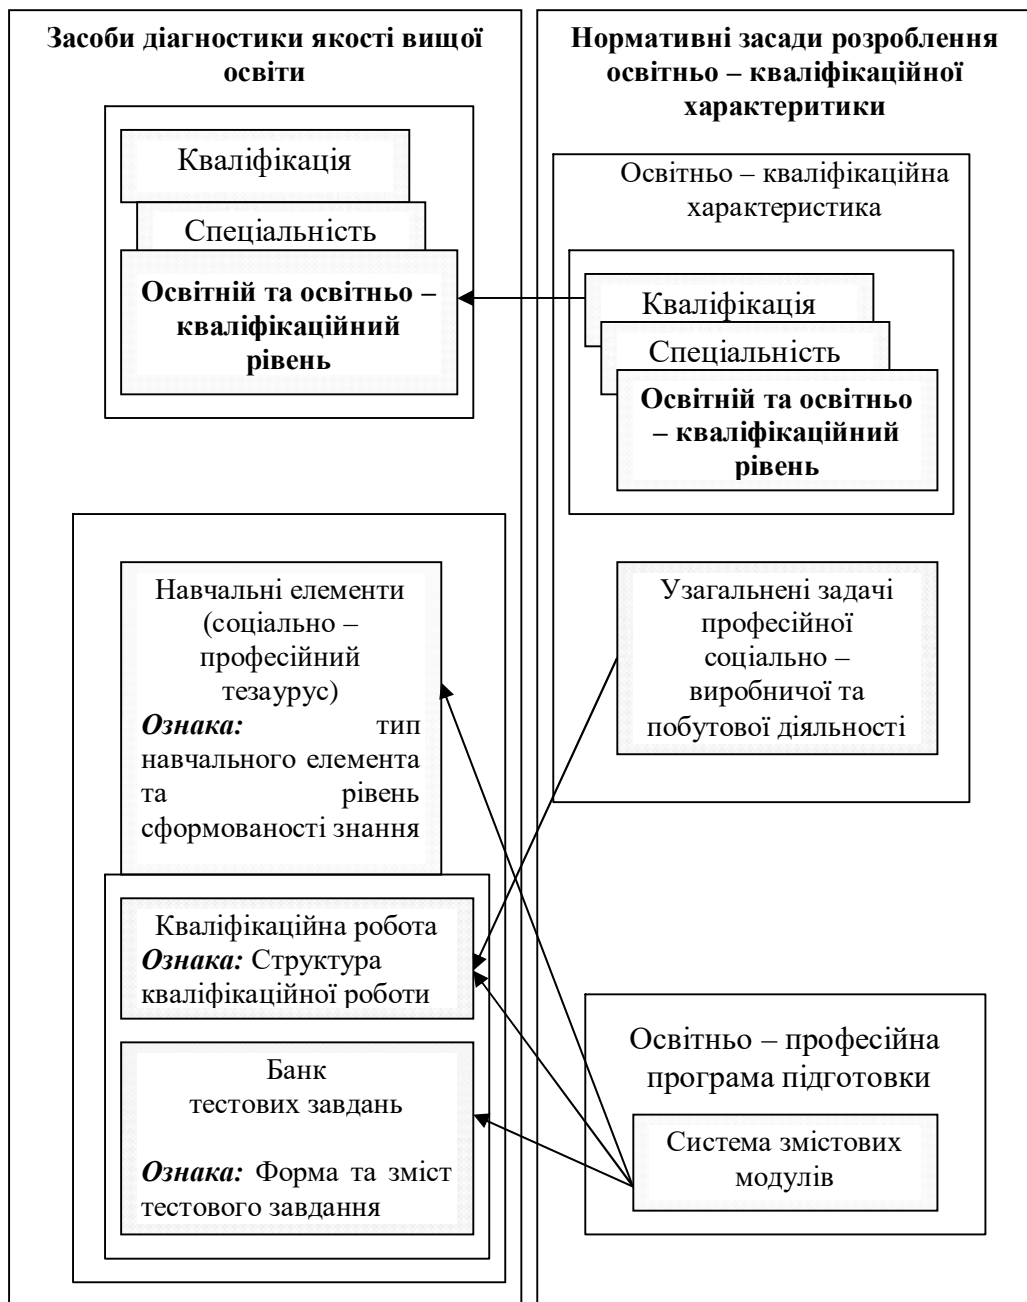 Засоби діагностики якості вищої
освіти
Кваліфікація
Спеціальність
Освітній та освітньо –
кваліфікаційний
рівень
Навчальні елементи
(соціально –
професійний
тезаурус)
Ознака: тип
навчального елемента
та рівень
сформованості знання
Кваліфікаційна робота
Ознака: Структура
кваліфікаційної роботи
Банк
тестових завдань
Ознака: Форма та зміст
тестового завдання
Нормативні засади розроблення
освітньо – кваліфікаційної
характеритики
Освітньо – кваліфікаційна
характеристика
Кваліфікація
Спеціальність
Освітній та освітньо
– кваліфікаційний
рівень
Узагальнені задачі
професійної
соціально –
виробничої та
побутової діяльності
Освітньо – професійна
програма підготовки
Система змістових
модулів